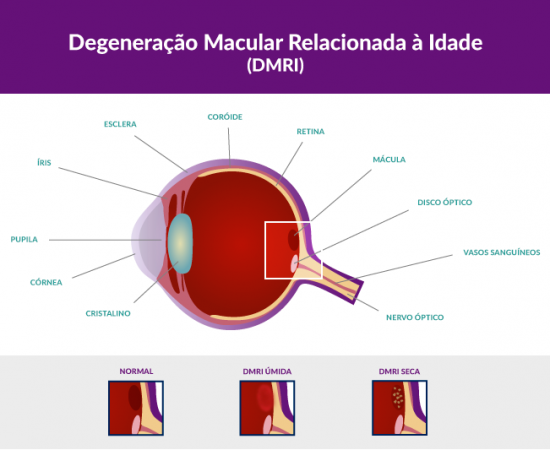 Degeneração Macular Relacionada à Idade
(DMRI)
CORÓIDE
ESCLERA
RETINA
ÍRIS
MÁCULA
DISCO ÓPTICO
PUPILA
VASOS SANGUÍNEOS
CÓRNEA
CRISTALINO
NERVO ÓPTICO
NORMAL
DMRI ÚMIDA
DMRI SECA